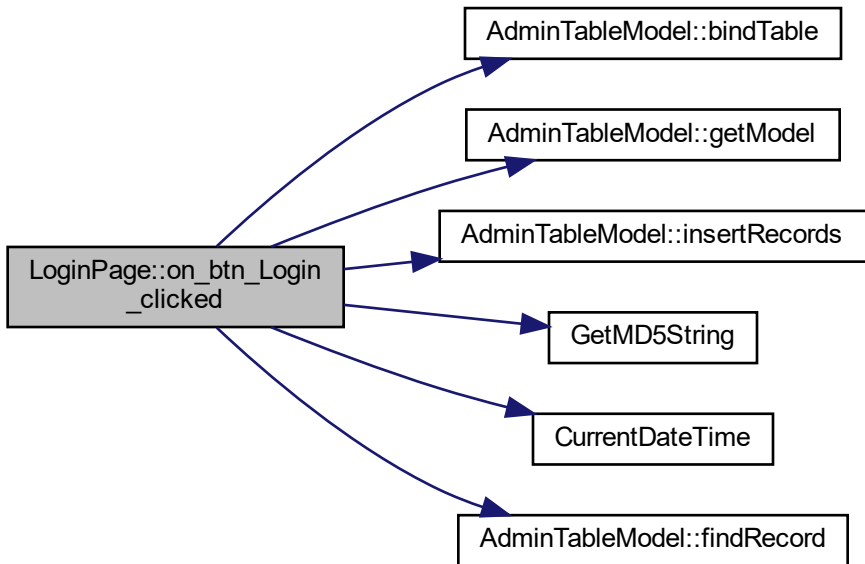 AdminTableModel::bindTable
AdminTableModel::getModel
AdminTableModel::insertRecords
LoginPage::on_btn_Login
_clicked
GetMD5String
CurrentDateTime
AdminTableModel::findRecord